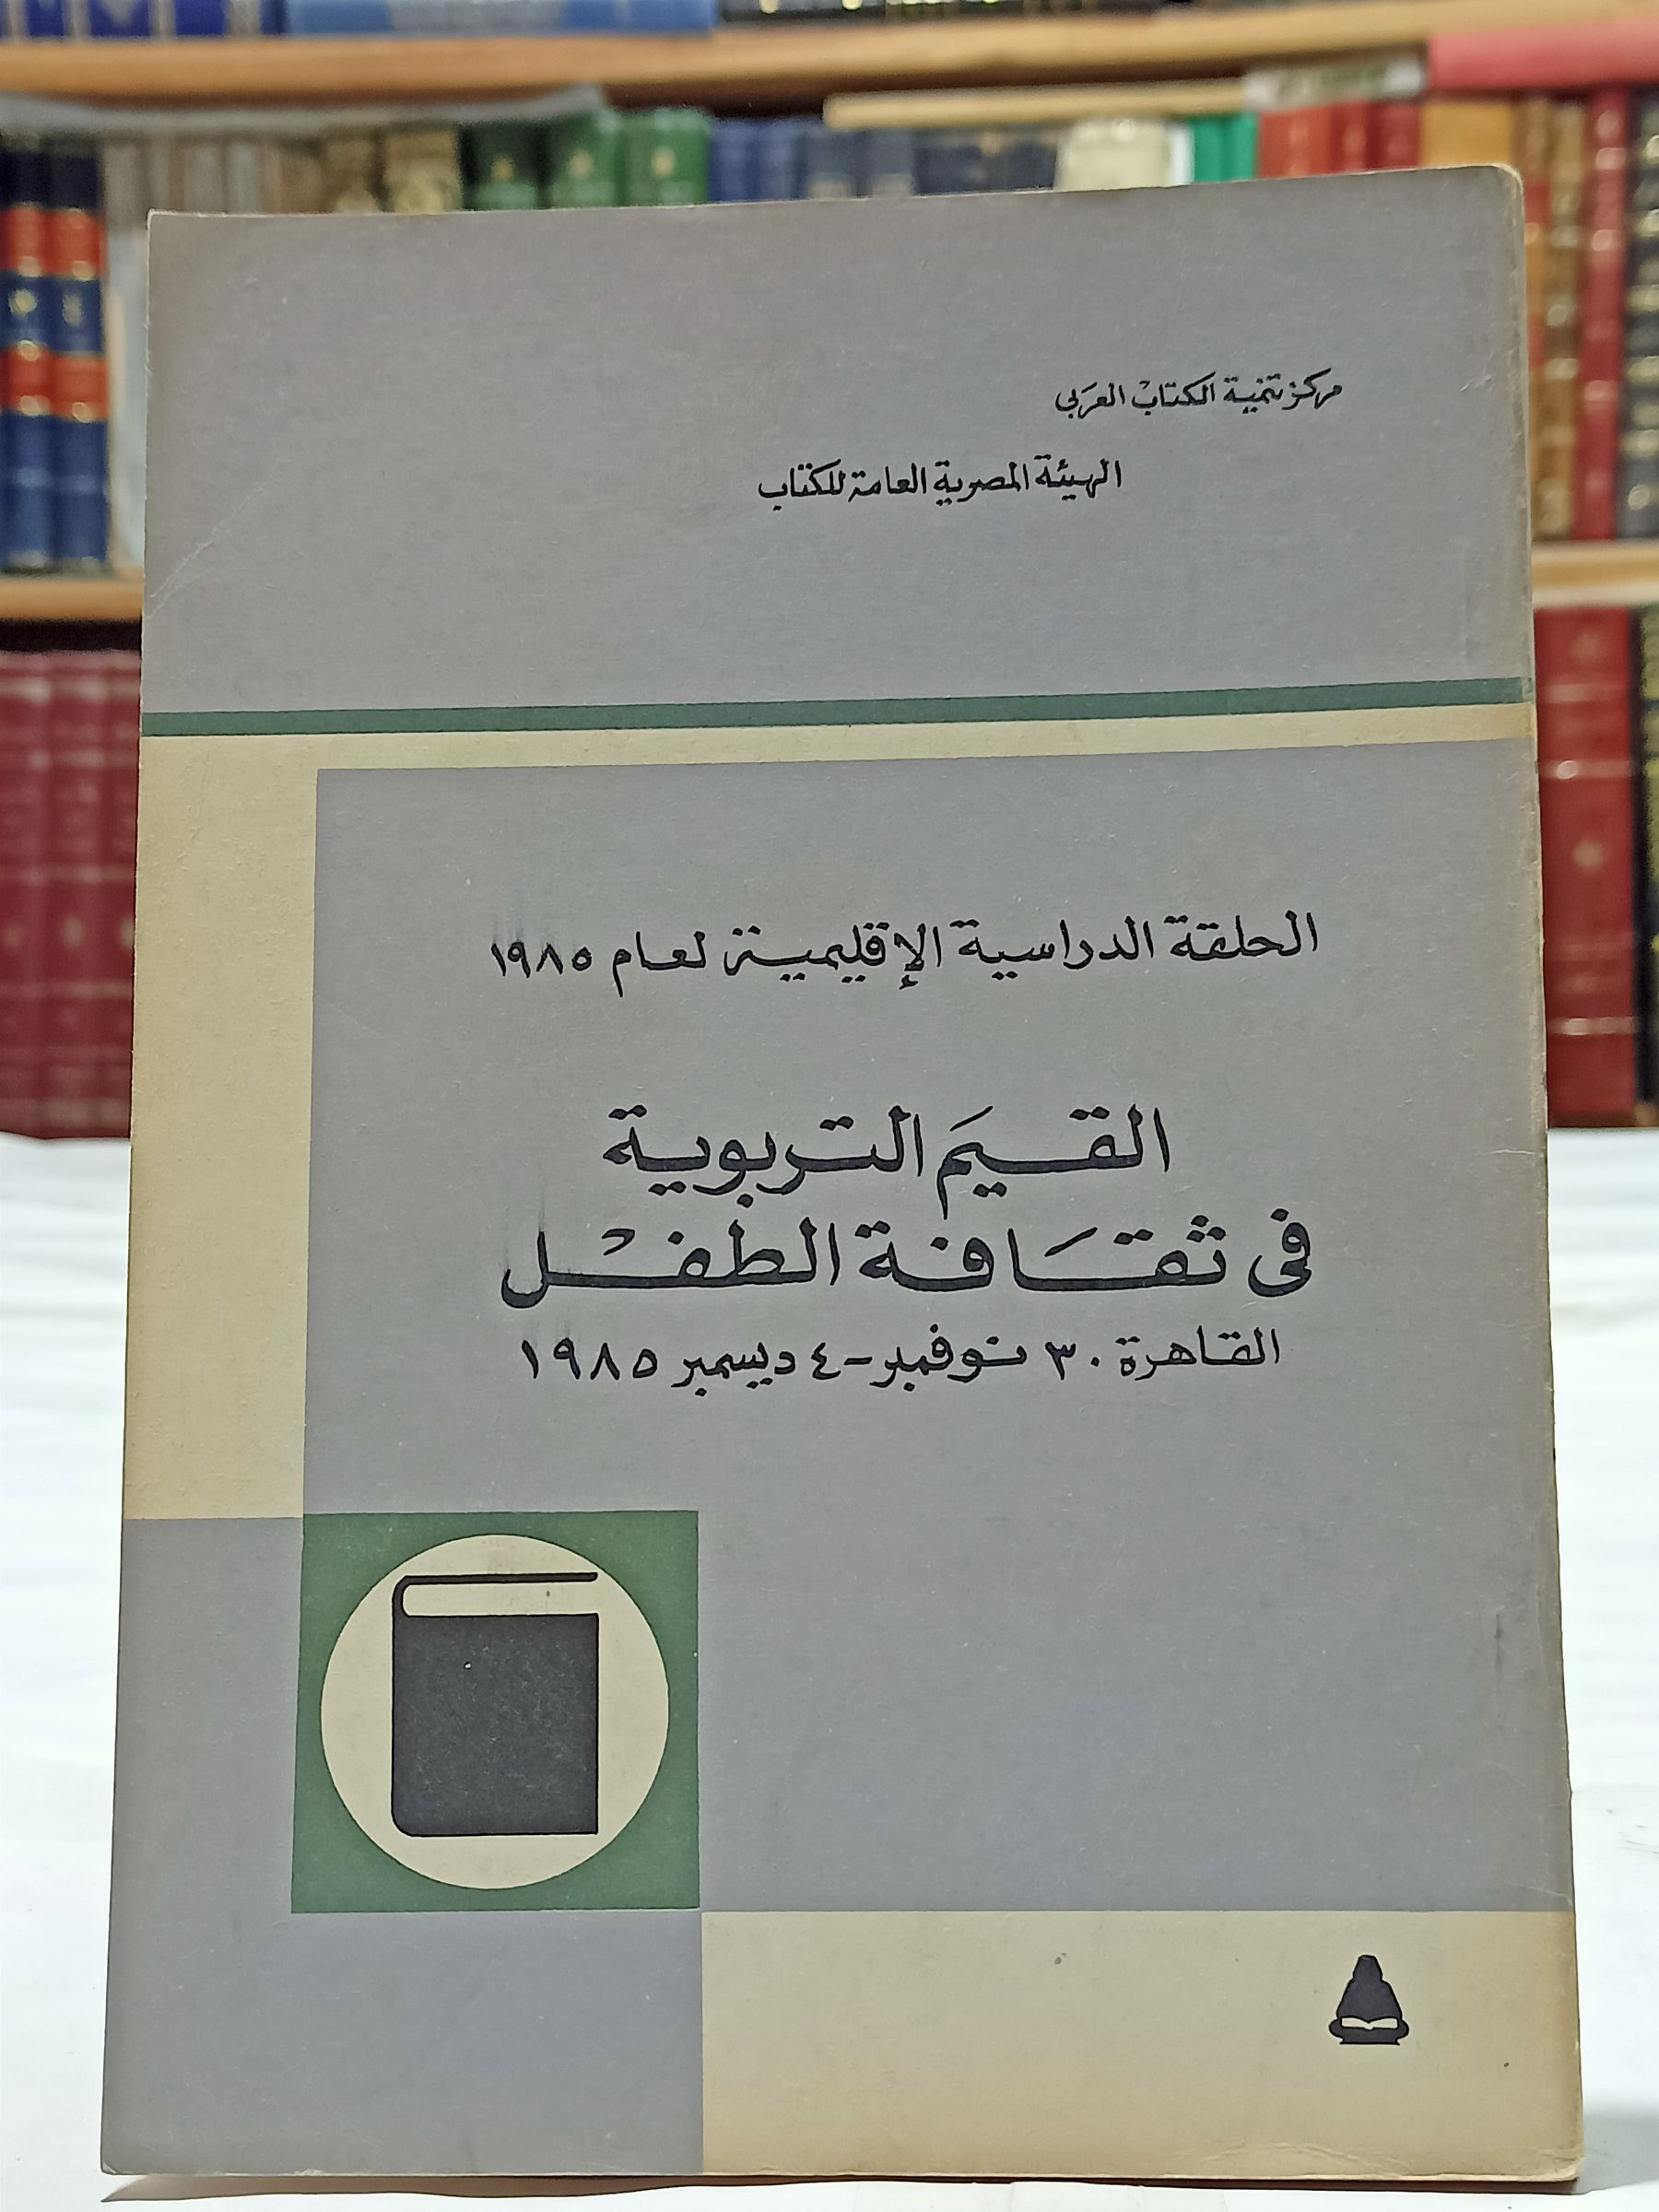 مركز تنمية الكتاب العربى
الهيئة المصرية العامة للكتاب
الحلقة الدراسية الإقليمية لعام ١٩٨٥
القيم التربوية
فى ثقافة الطفل
القاهرة ٣٠ نوفمبر - ٤ ديسمبر ١٩٨٥